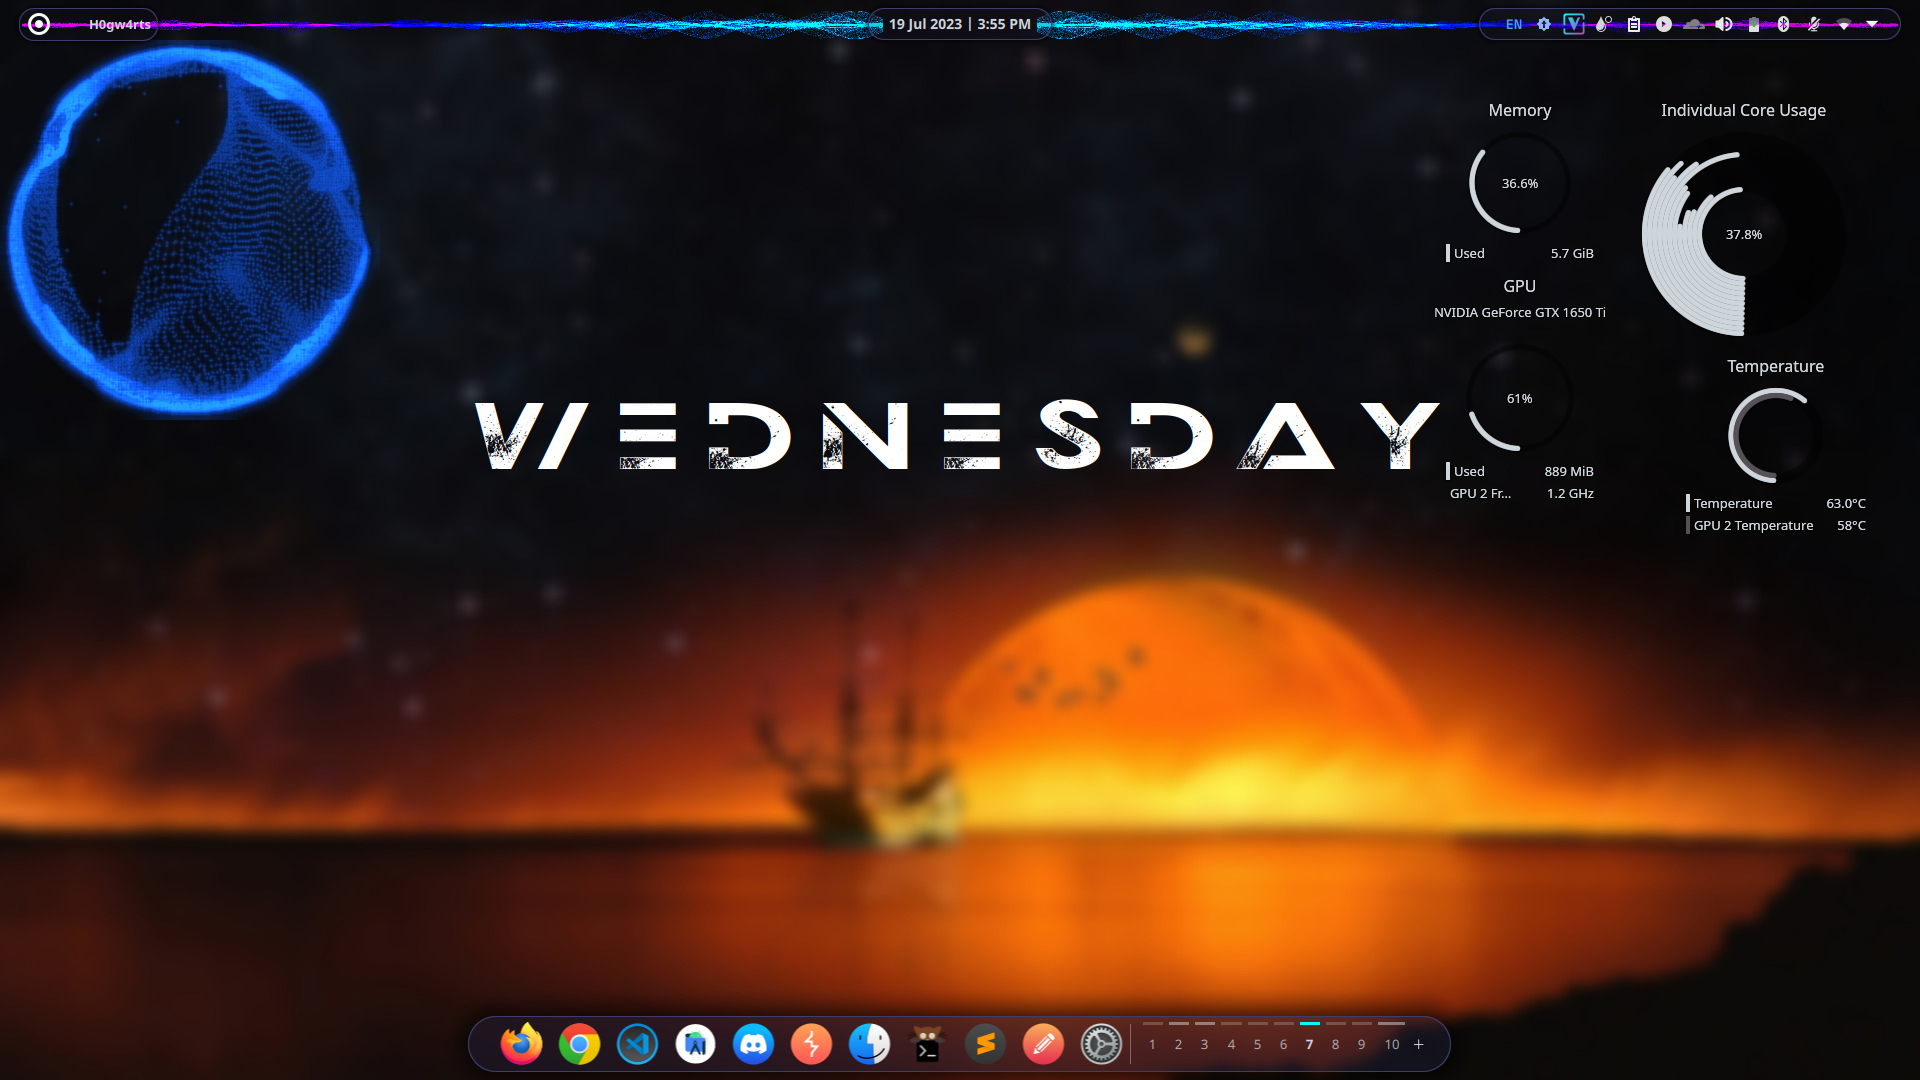 H0gw4rts
19 Jul 2023 | 3:55 PM
EN
V
Memory
36.6%
Used 5.7 GiB
GPU
NVIDIA GeForce GTX 1650 Ti
61%
Used 889 MiB
GPU 2 Fr... 1.2 GHz
Individual Core Usage
37.8%
Temperature
Temperature 63.0°C
GPU 2 Temperature 58°C
WEDNESDAY
AI
1 2 3 4 5 6 7 8 9 10 +